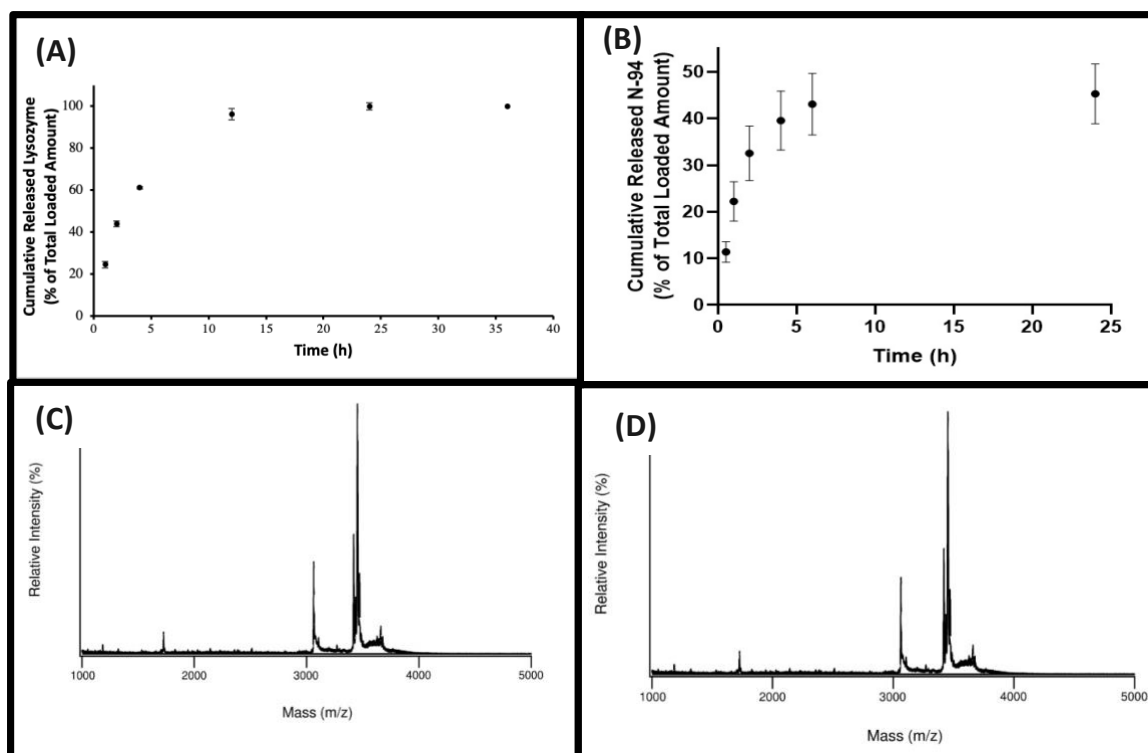 (A)
Cumulative Released Lysozyme
(% of Total Loaded Amount)
100
80
60
40
20
0
0 5 10 15 20 25 30 35 40
Time (h)
(B)
Cumulative Released N-94
(% of Total Loaded Amount)
50
40
30
20
10
0
0 5 10 15 20 25
Time (h)
(C)
Relative Intensity (%)
1000 2000 3000 4000 5000
Mass (m/z)
(D)
Relative Intensity (%)
1000 2000 3000 4000 5000
Mass (m/z)